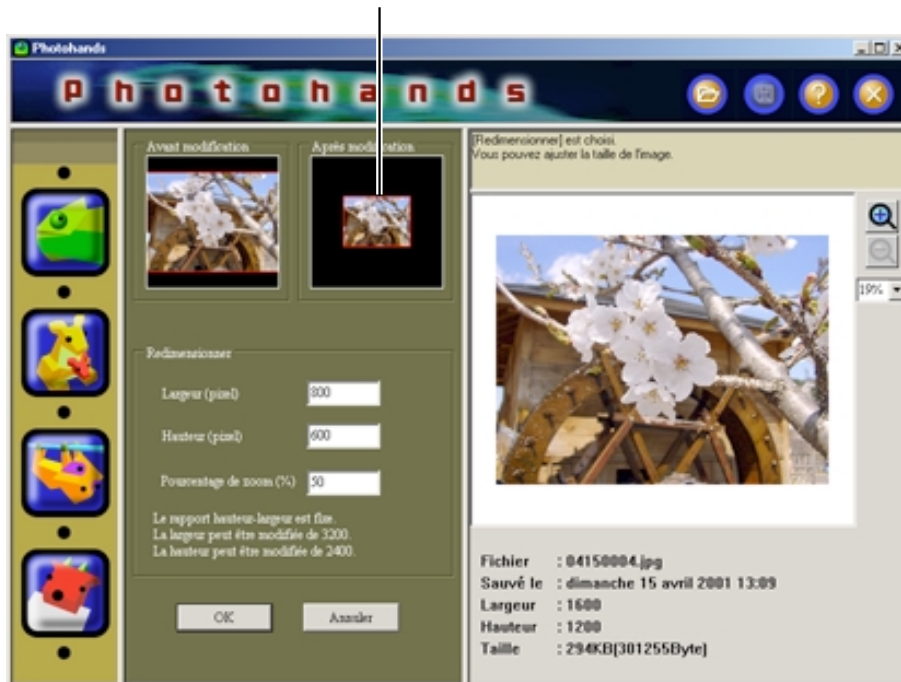 Photohands
Photohands
Avant modification
Après modification
[Redimensionner] est choisi.
Vous pouvez ajuster la taille de l'image.
19%
Redimensionner
Largeur (pixel) 800
Hauteur (pixel) 600
Pourcentage de zoom (%) 50
Le rapport hauteur-largeur est fixe.
La largeur peut être modifiée de 3200.
La hauteur peut être modifiée de 2400.
OK
Annuler
Fichier : 04150004.jpg
Sauvé le : dimanche 15 avril 2001 13:09
Largeur : 1600
Hauteur : 1200
Taille : 294KB(301255Byte)